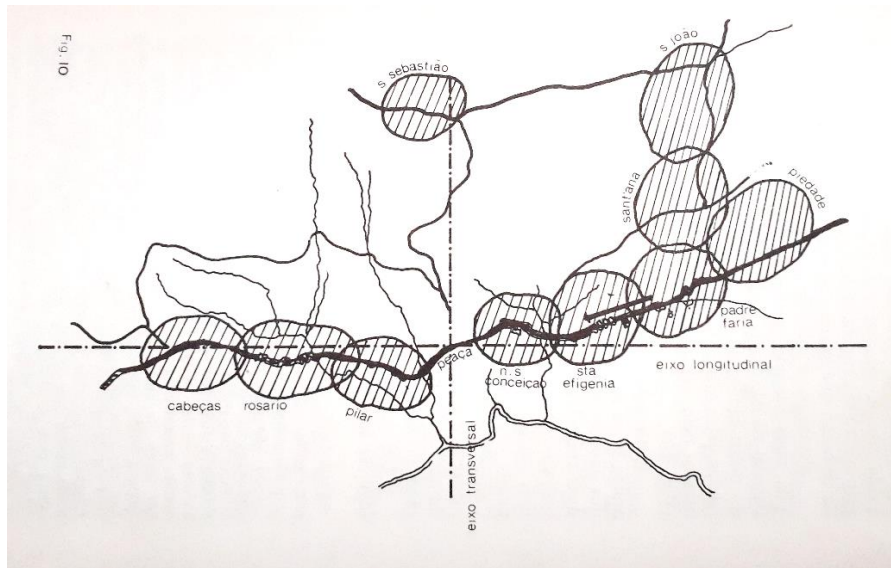 Fig. 10
s sebastião
s joão
sant'ana
piedade
padre
faria
praça
n.s
conceição
sta
efigenia
eixo longitudinal
cabeças
rosario
pilar
eixo transversal